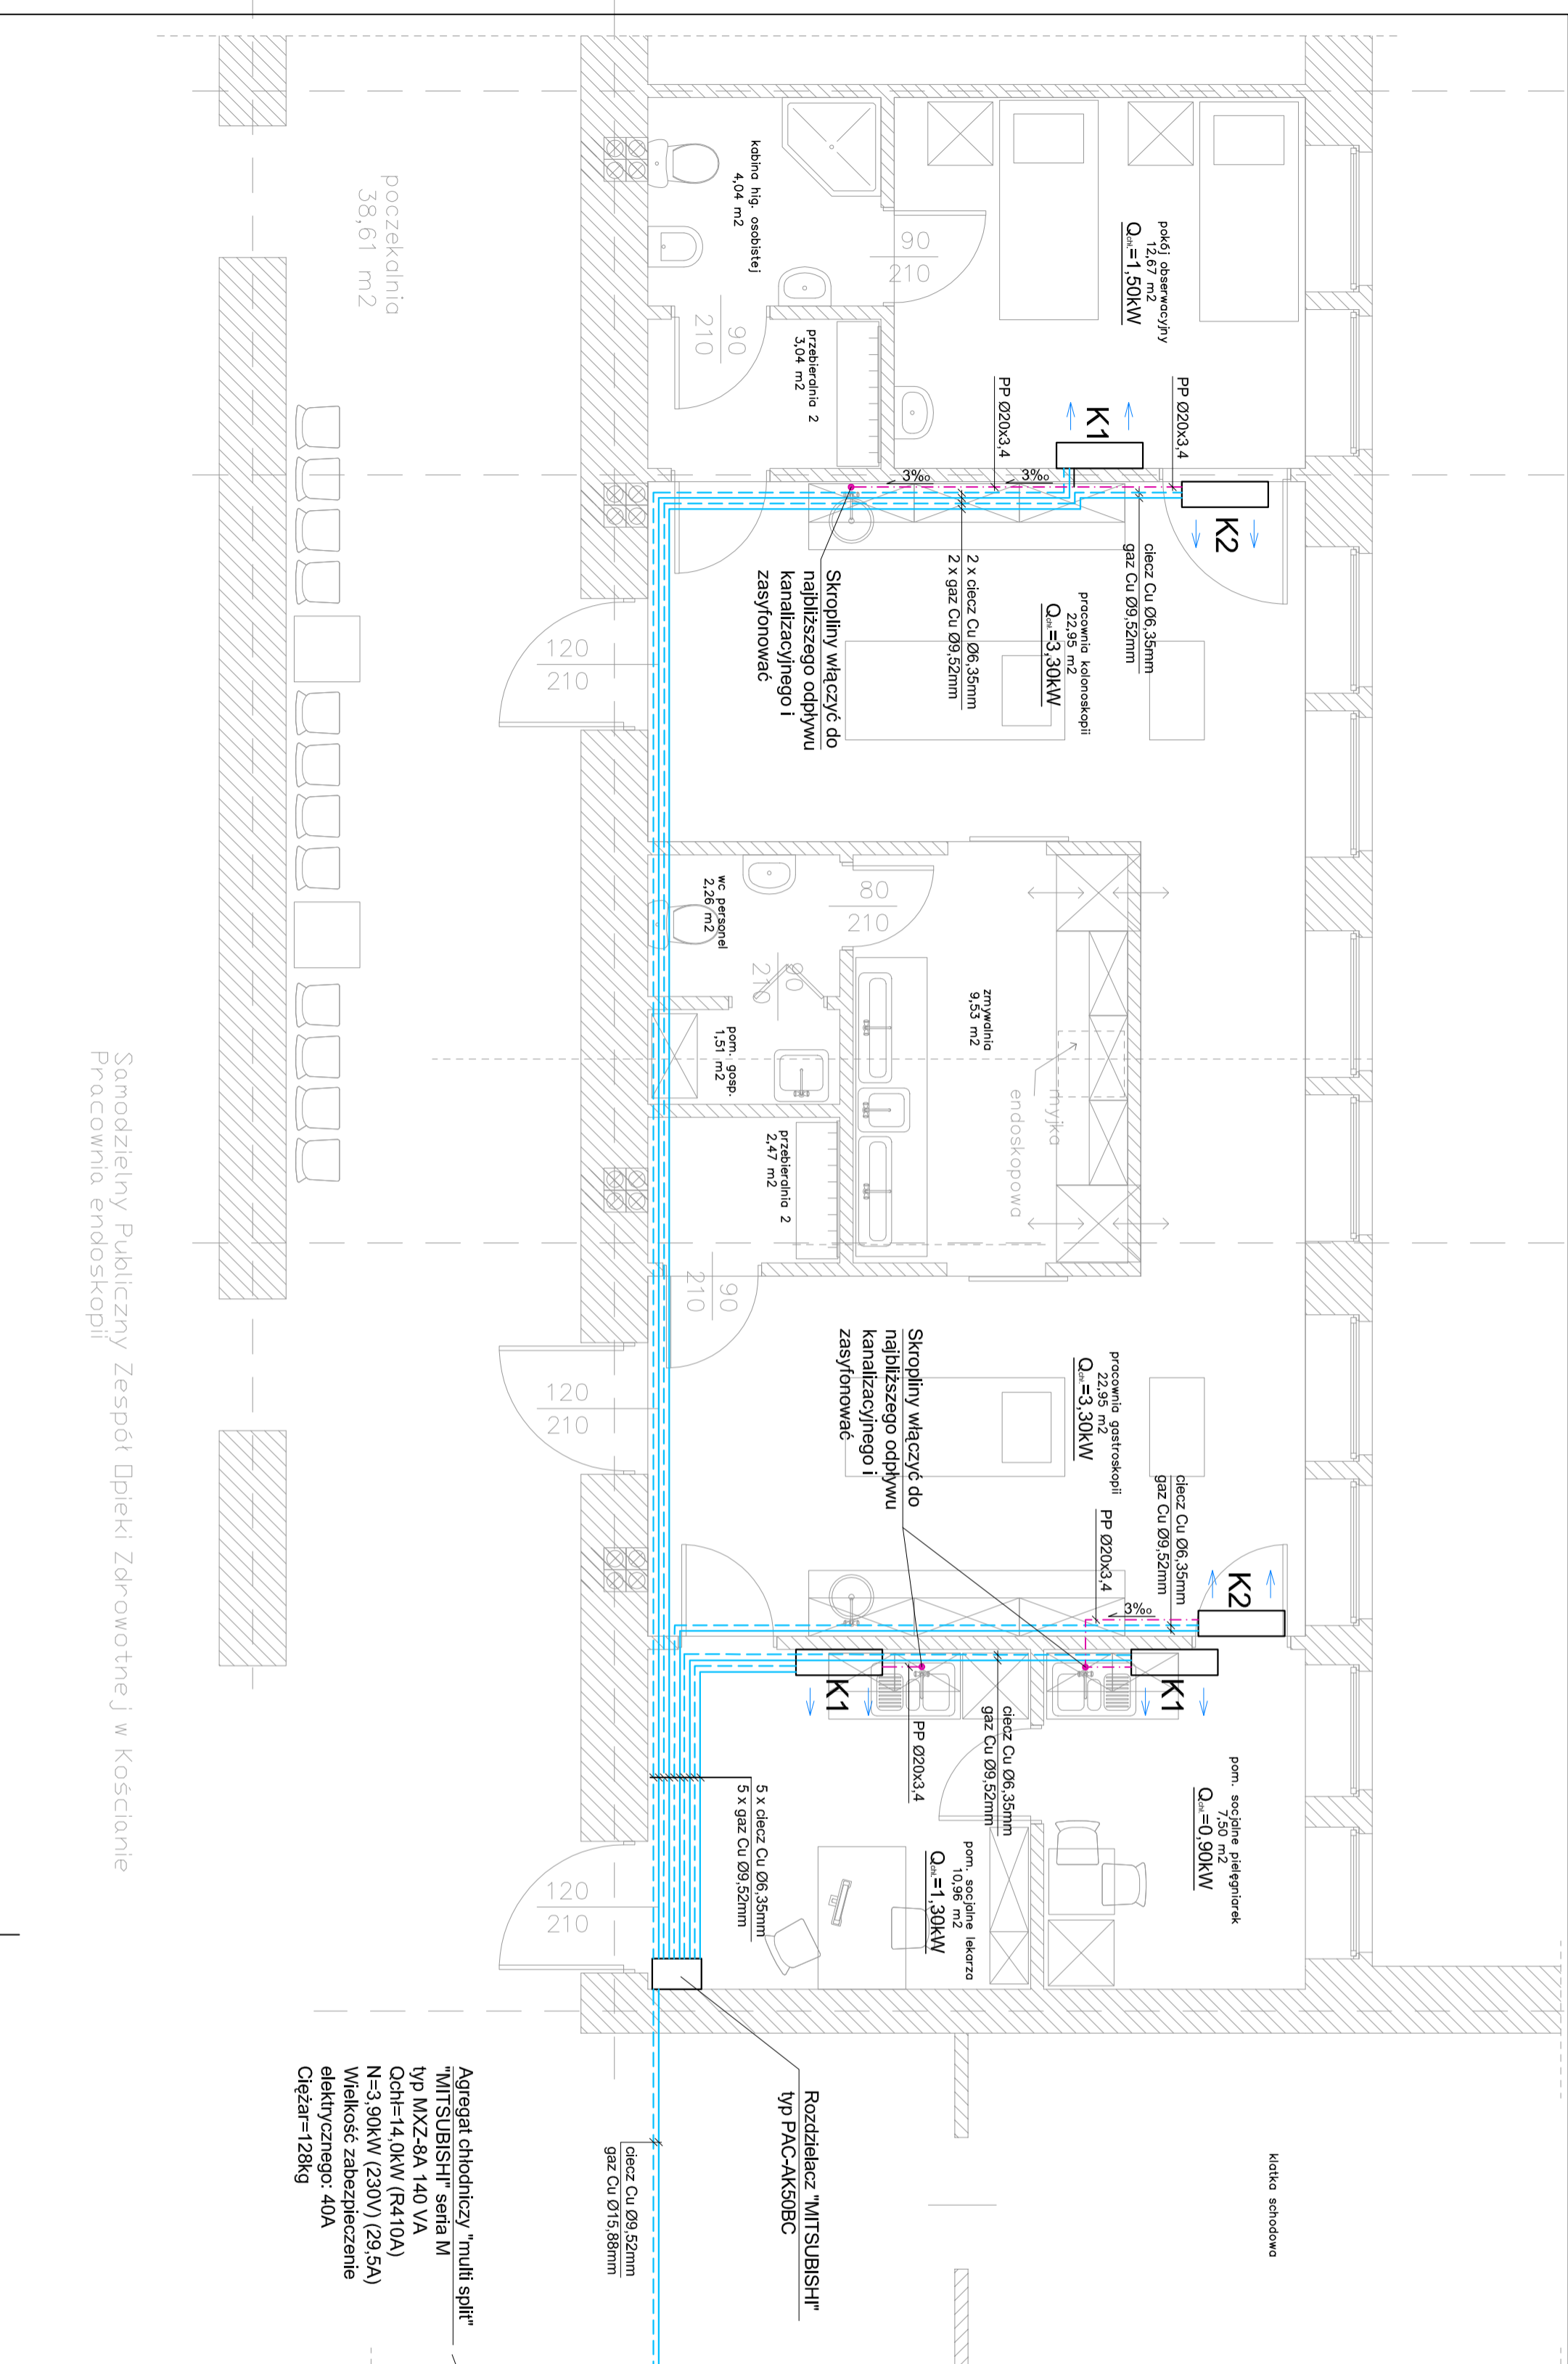 pokój obserwacyjny
12,67 m2
Qchł.=1,50kW
kabina hig. osobistej
4,04 m2
90
210
90
210
przebieralnia 2
3,04 m2
poczekalnia
38,61 m2
PP Ø20x3,4
PP Ø20x3,4
K1
3‰
3‰
K2
ciecz Cu Ø6,35mm
gaz Cu Ø9,52mm
2 x ciecz Cu Ø6,35mm
2 x gaz Cu Ø9,52mm
pracownia kolonoskopii
22,95 m2
Qchł.=3,30kW
Skropliny włączyć do
najbliższego odpływu
kanalizacyjnego i
zasyfonować
120
210
wc personel
2,26 m2
80
210
80
210
zmywalnia
9,53 m2
myjka
endoskopowa
pom. gosp.
1,51 m2
przebieralnia 2
2,47 m2
90
210
120
210
pracownia gastroskopii
22,95 m2
Qchł.=3,30kW
Skropliny włączyć do
najbliższego odpływu
kanalizacyjnego i
zasyfonować
ciecz Cu Ø6,35mm
gaz Cu Ø9,52mm
PP Ø20x3,4
K2
3‰
K1
K1
PP Ø20x3,4
ciecz Cu Ø6,35mm
gaz Cu Ø9,52mm
5 x ciecz Cu Ø6,35mm
5 x gaz Cu Ø9,52mm
pom. socjalne pielęgniarek
7,50 m2
Qchł.=0,90kW
pom. socjalne lekarza
10,96 m2
Qchł.=1,30kW
120
210
Rozdzielacz "MITSUBISHI"
typ PAC-AK50BC
klatka schodowa
ciecz Cu Ø9,52mm
gaz Cu Ø15,88mm
Agregat chłodniczy "multi split"
"MITSUBISHI" seria M
typ MXZ-8A 140 VA
Qchł=14,0kW (R410A)
N=3,90kW (230V) (29,5A)
Wielkość zabezpieczenie
elektrycznego: 40A
Ciężar=128kg
Samodzielny Publiczny Zespół Opieki Zdrowotnej w Kościanie
Pracownia endoskopii